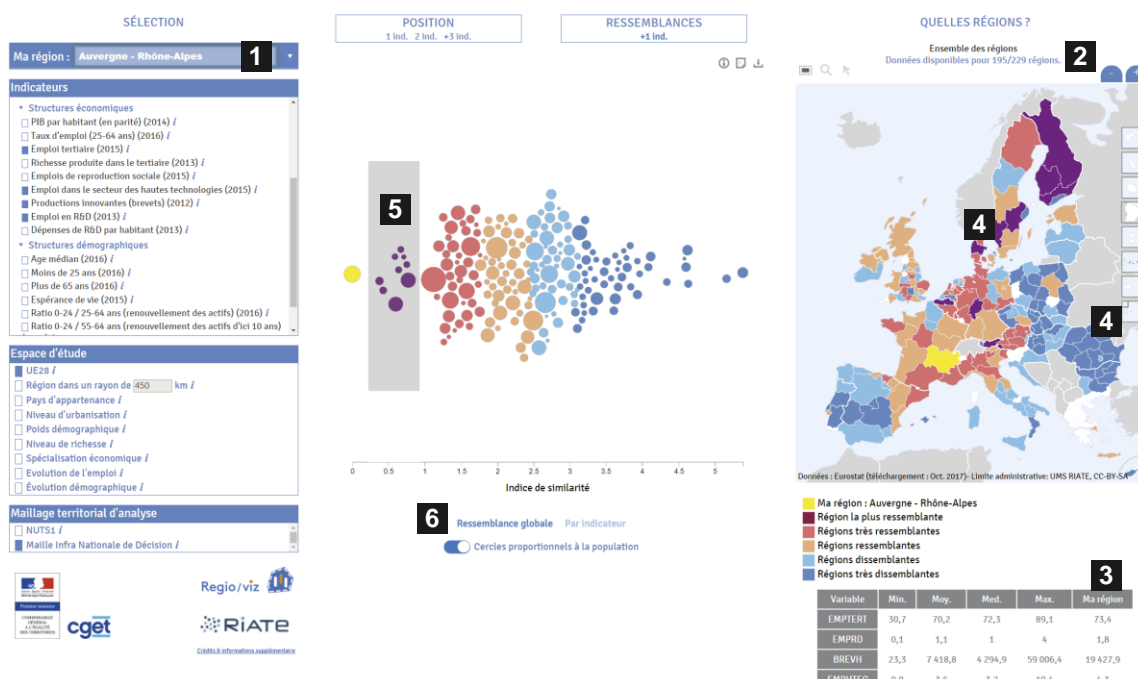 SÉLECTION
Ma région : Auvergne - Rhône-Alpes
1
Indicateurs
Structures économiques
PIB par habitant (en parité) (2014) i
Taux d'emploi (25-64 ans) (2016) i
Emploi tertiaire (2015) i
Richesse produite dans le tertiaire (2013) i
Emplois de reproduction sociale (2015) i
Emploi dans le secteur des hautes technologies (2015) i
Productions innovantes (brevets) (2012) i
Emploi en R&D (2013) i
Dépenses de R&D par habitant (2013) i
Structures démographiques
Age médian (2016) i
Moins de 25 ans (2016) i
Plus de 65 ans (2016) i
Espérance de vie (2015) i
Ratio 0-24 / 25-64 ans (renouvellement des actifs) (2016) i
Ratio 0-24 / 55-64 ans (renouvellement des actifs d'ici 10 ans)
Espace d'étude
UE28 i
Région dans un rayon de 450 km i
Pays d'appartenance i
Niveau d'urbanisation i
Poids démographique i
Niveau de richesse i
Spécialisation économique i
Evolution de l'emploi i
Évolution démographique i
Maillage territorial d'analyse
NUTS1 i
Maille Infra Nationale de Décision i
PREMIER MINISTRE
COMMISSARIAT
GÉNÉRAL
À L'ÉGALITÉ
DES TERRITOIRES
cget
Regio/viz
RIATE
Crédits & informations supplémentaire
POSITION
1 ind. 2 ind. +3 ind.
RESSEMBLANCES
+1 ind.
5
0 0.5 1 1.5 2 2.5 3 3.5 4 4.5 5
Indice de similarité
6
Ressemblance globale Par indicateur
Cercles proportionnels à la population
QUELLES RÉGIONS ?
Ensemble des régions
Données disponibles pour 195/229 régions.
2
- +
4
4
Données : Eurostat (téléchargement : Oct. 2017)- Limite administrative: UMS RIATE, CC-BY-SA
Ma région : Auvergne - Rhône-Alpes
Région la plus ressemblante
Régions très ressemblantes
Régions ressemblantes
Régions dissemblantes
Régions très dissemblantes
3
Variable Min. Moy. Med. Max. Ma région
EMPTERT 30,7 70,2 72,3 89,1 73,4
EMPRD 0,1 1,1 1 4 1,8
BREVH 23,3 7 418,8 4 294,9 59 006,4 19 427,9